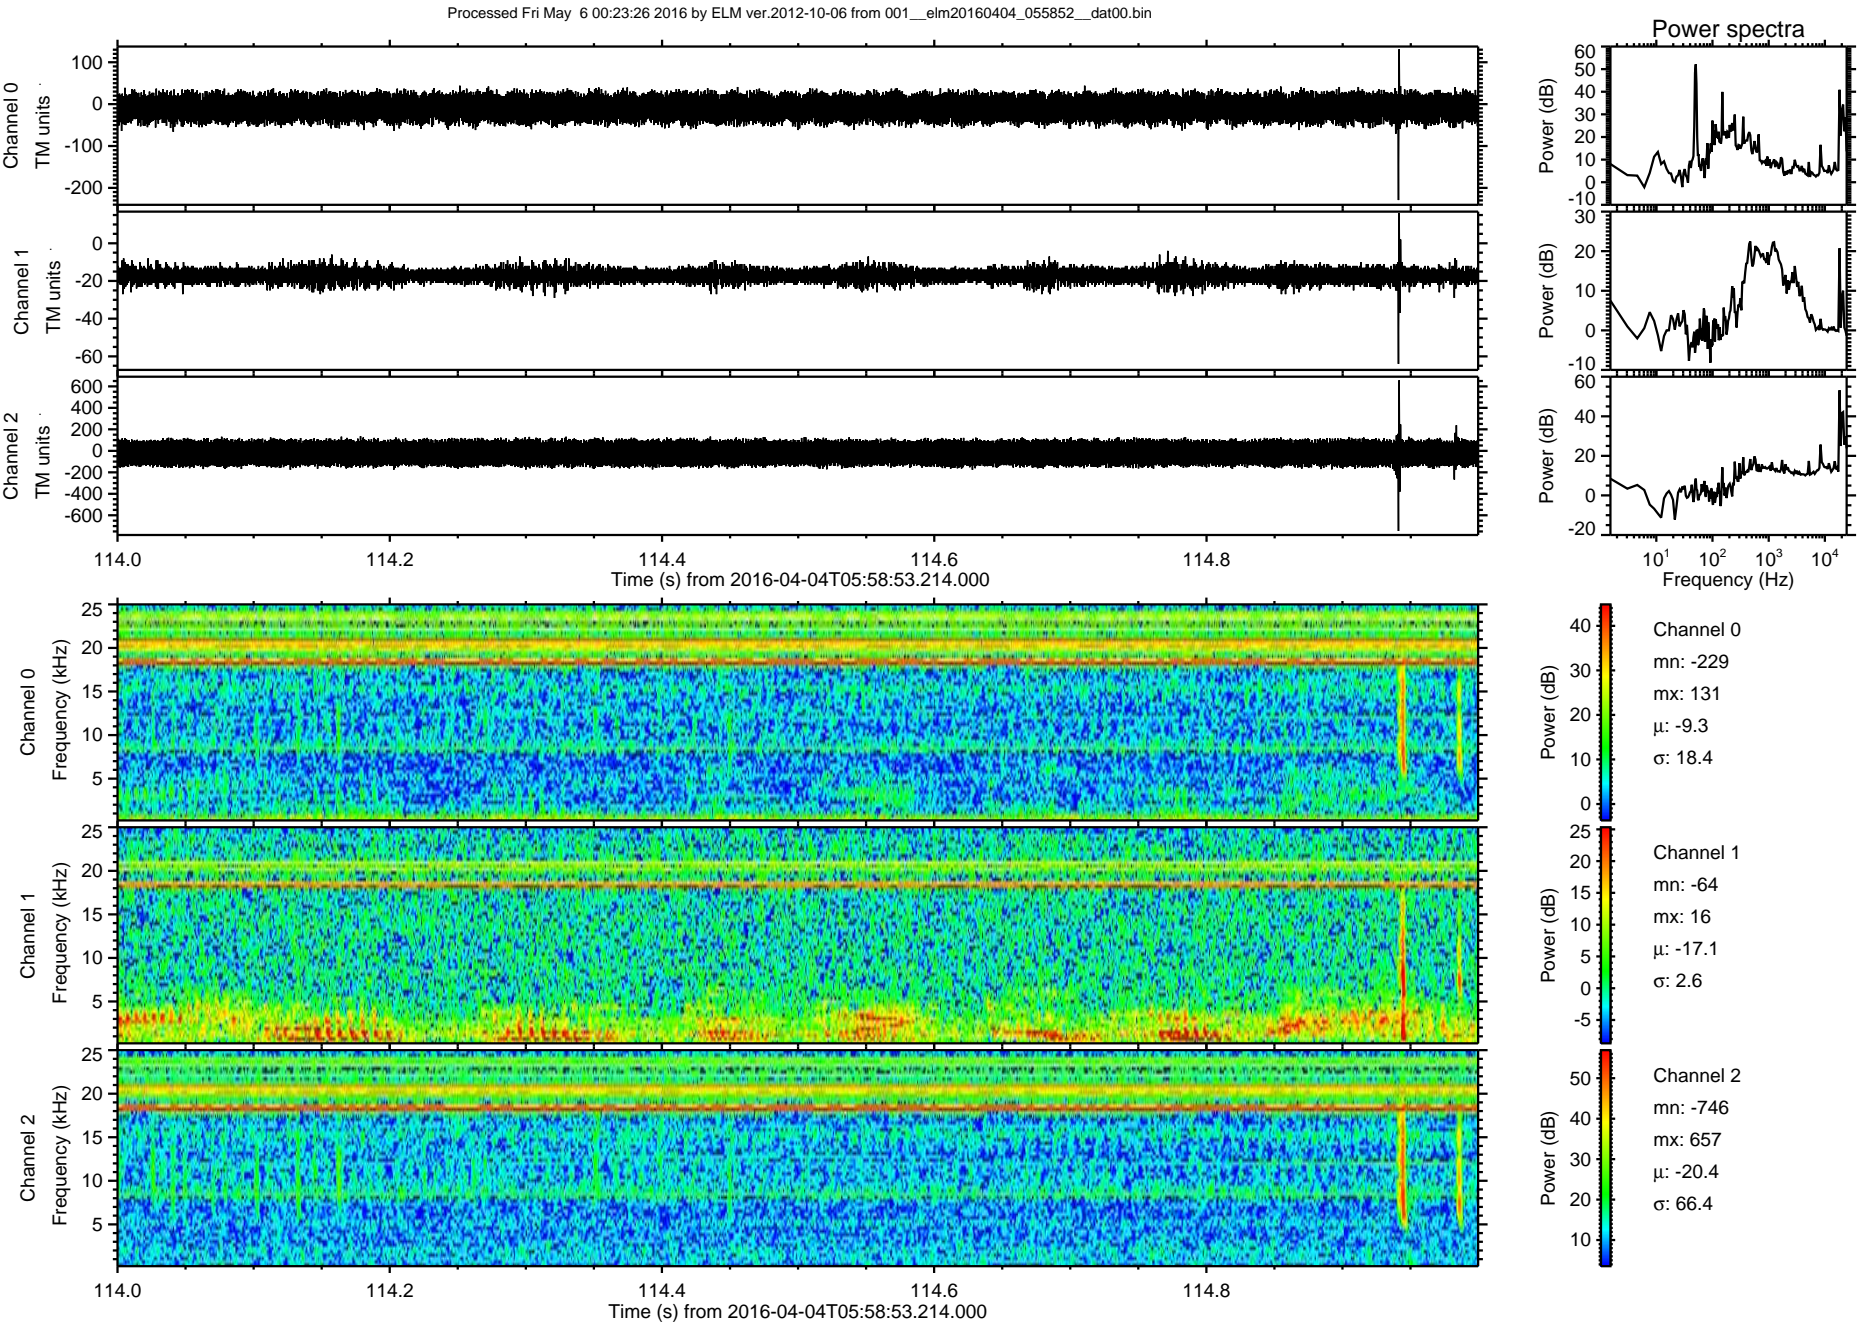 Processed Fri May  6 00:23:26 2016 by ELM ver.2012-10-06 from 001__elm20160404_055852__dat00.bin
Power spectra
Channel 0
TM units
100
0
-100
-200
Power (dB)
60
50
40
30
20
10
0
-10
Channel 1
TM units
0
-20
-40
-60
Power (dB)
30
20
10
0
-10
Channel 2
TM units
600
400
200
0
-200
-400
-600
Power (dB)
60
40
20
0
-20
114.0 114.2 114.4 114.6 114.8
Time (s) from 2016-04-04T05:58:53.214.000
10^1 10^2 10^3 10^4
Frequency (Hz)
Channel 0
Frequency (kHz)
25
20
15
10
5
Power (dB)
40
30
20
10
0
Channel 0
mn: -229
mx: 131
μ: -9.3
σ: 18.4
Channel 1
Frequency (kHz)
25
20
15
10
5
Power (dB)
25
20
15
10
5
0
-5
Channel 1
mn: -64
mx: 16
μ: -17.1
σ: 2.6
Channel 2
Frequency (kHz)
25
20
15
10
5
Power (dB)
50
40
30
20
10
Channel 2
mn: -746
mx: 657
μ: -20.4
σ: 66.4
114.0 114.2 114.4 114.6 114.8
Time (s) from 2016-04-04T05:58:53.214.000